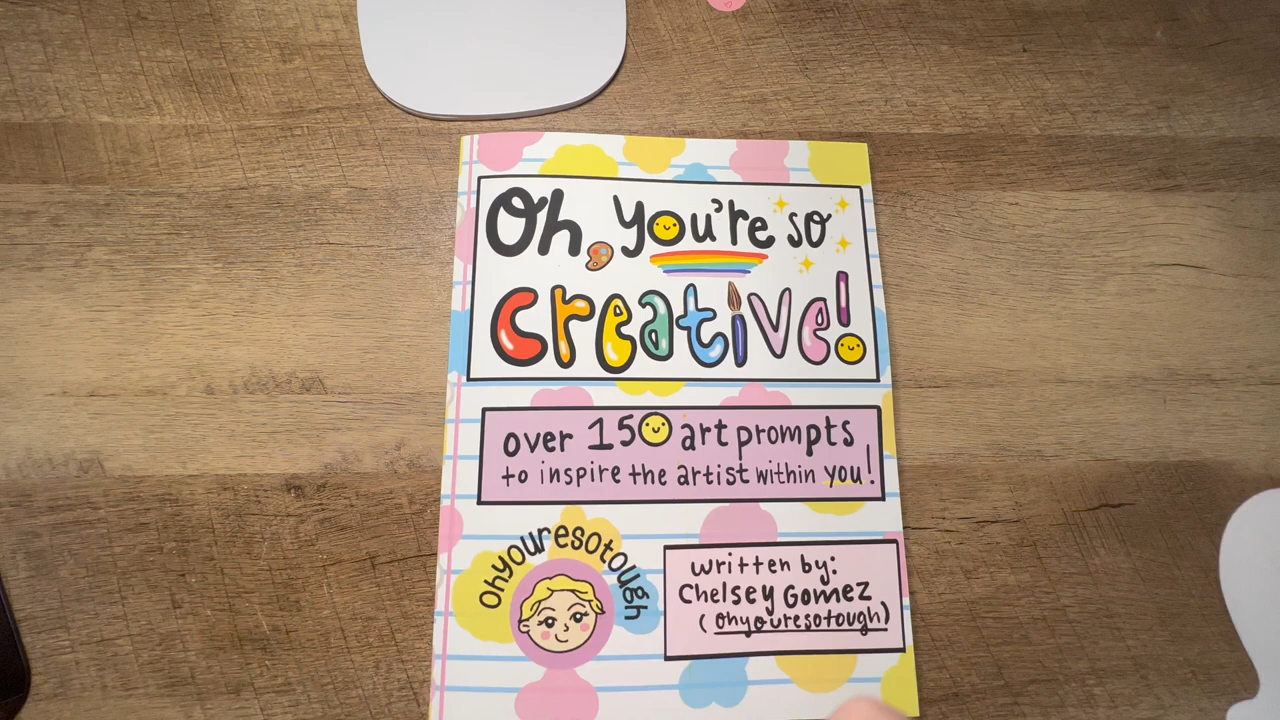 Oh, you're so
creative!
over 150 art prompts
to inspire the artist within you!
Ohyouresotough
written by:
Chelsey Gomez
(ohyouresotough)